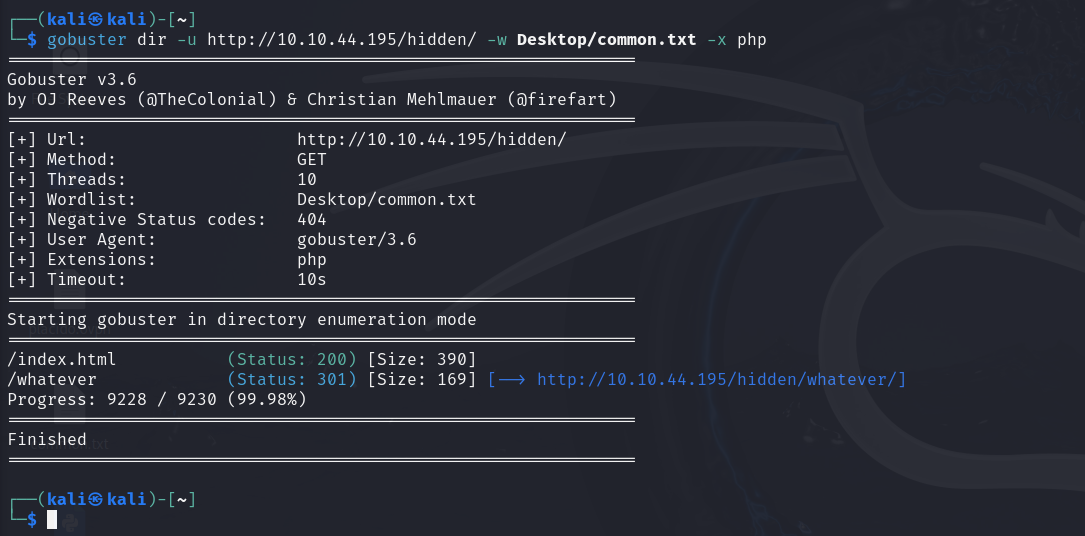 ┌──(kali㉿kali)-[~]
└─$ gobuster dir -u http://10.10.44.195/hidden/ -w Desktop/common.txt -x php
===============================================================
Gobuster v3.6
by OJ Reeves (@TheColonial) & Christian Mehlmauer (@firefart)
===============================================================
[+] Url:                     http://10.10.44.195/hidden/
[+] Method:                  GET
[+] Threads:                 10
[+] Wordlist:                Desktop/common.txt
[+] Negative Status codes:   404
[+] User Agent:              gobuster/3.6
[+] Extensions:              php
[+] Timeout:                 10s
===============================================================
Starting gobuster in directory enumeration mode
===============================================================
/index.html           (Status: 200) [Size: 390]
/whatever             (Status: 301) [Size: 169] [--> http://10.10.44.195/hidden/whatever/]
Progress: 9228 / 9230 (99.98%)
===============================================================
Finished
===============================================================
┌──(kali㉿kali)-[~]
└─$